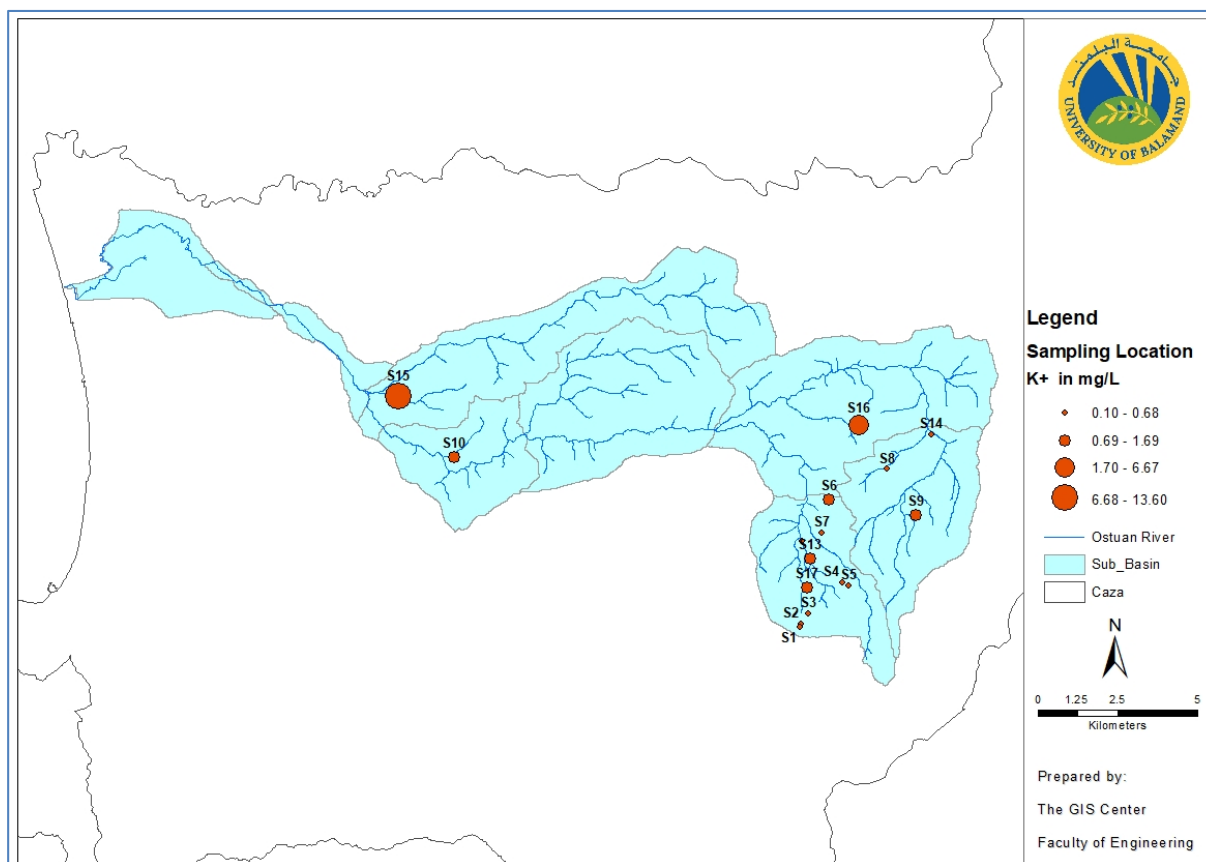 جامعة البلمند
UNIVERSITY OF BALAMAND
S15
S10
S16
S14
S8
S6
S9
S7
S13
S4
S5
S17
S3
S2
S1
Legend
Sampling Location
K+ in mg/L
0.10 - 0.68
0.69 - 1.69
1.70 - 6.67
6.68 - 13.60
Ostuan River
Sub_Basin
Caza
N
0 1.25 2.5 5
Kilometers
Prepared by:
The GIS Center
Faculty of Engineering